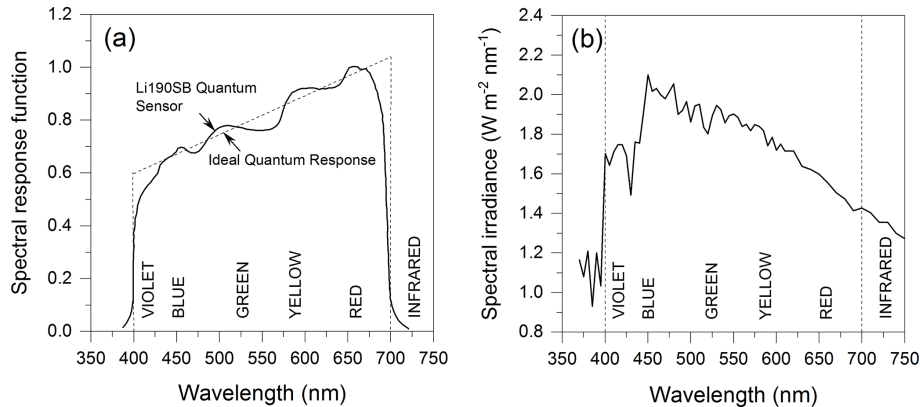 (a)
Spectral response function
1.2
1.0
0.8
0.6
0.4
0.2
0.0
Li190SB Quantum
Sensor
Ideal Quantum Response
VIOLET
BLUE
GREEN
YELLOW
RED
INFRARED
350 400 450 500 550 600 650 700 750
Wavelength (nm)
(b)
Spectral irradiance (W m⁻² nm⁻¹)
2.4
2.2
2.0
1.8
1.6
1.4
1.2
1.0
0.8
VIOLET
BLUE
GREEN
YELLOW
RED
INFRARED
350 400 450 500 550 600 650 700 750
Wavelength (nm)